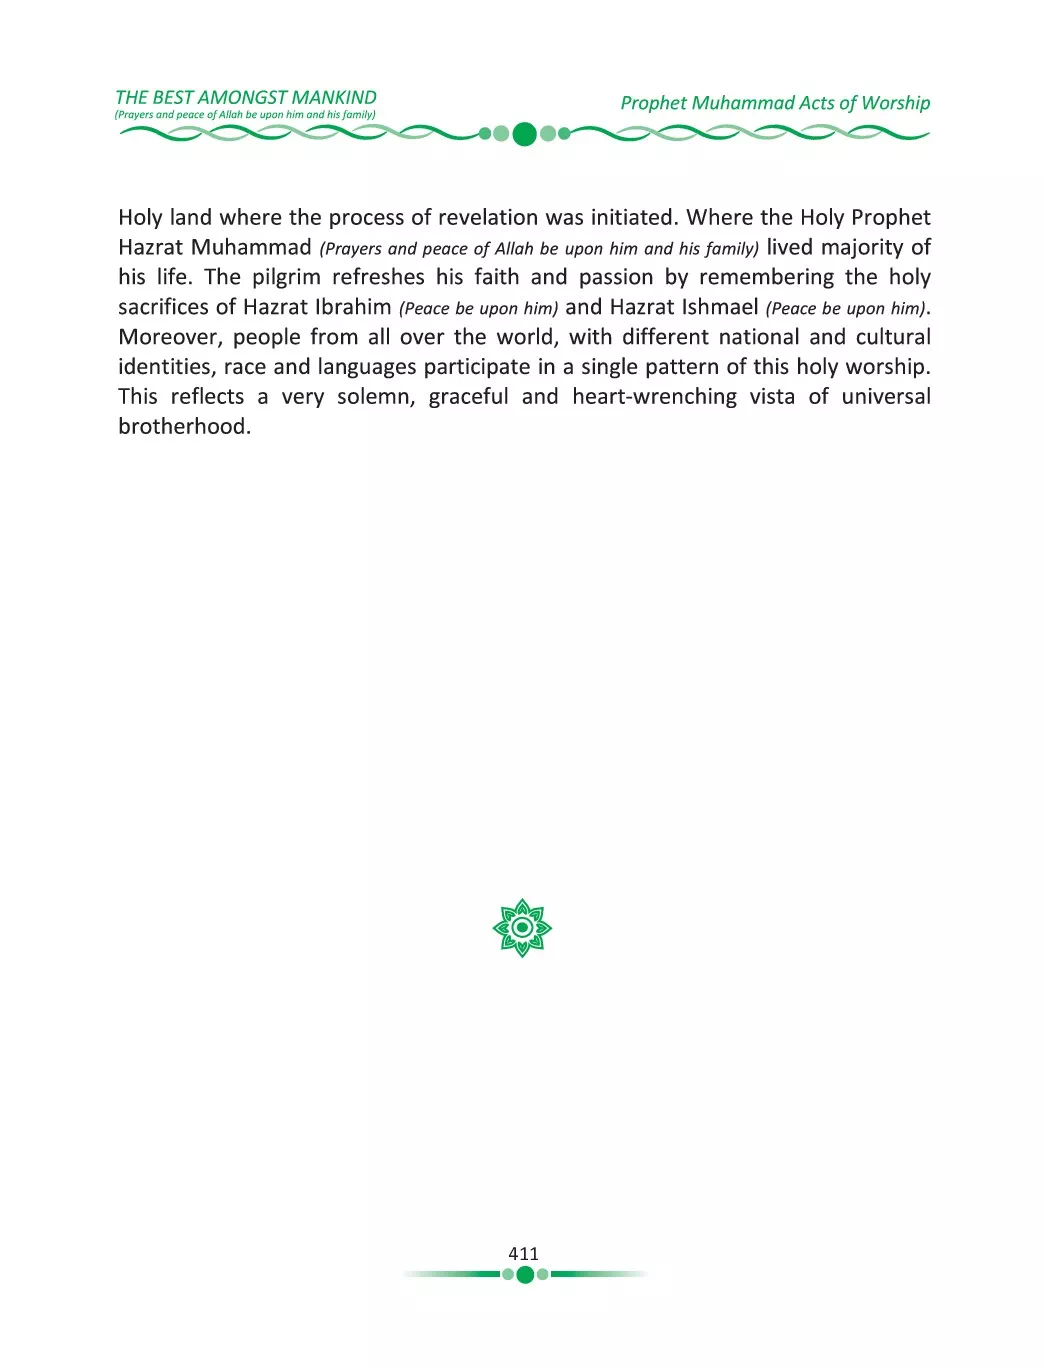 THE BEST AMONGST MANKIND
(Prayers and peace of Allah be upon him and his family)
Prophet Muhammad Acts of Worship
Holy land where the process of revelation was initiated. Where the Holy Prophet
Hazrat Muhammad (Prayers and peace of Allah be upon him and his family) lived majority of
his life. The pilgrim refreshes his faith and passion by remembering the holy
sacrifices of Hazrat Ibrahim (Peace be upon him) and Hazrat Ishmael (Peace be upon him).
Moreover, people from all over the world, with different national and cultural
identities, race and languages participate in a single pattern of this holy worship.
This reflects a very solemn, graceful and heart-wrenching vista of universal
brotherhood.
411